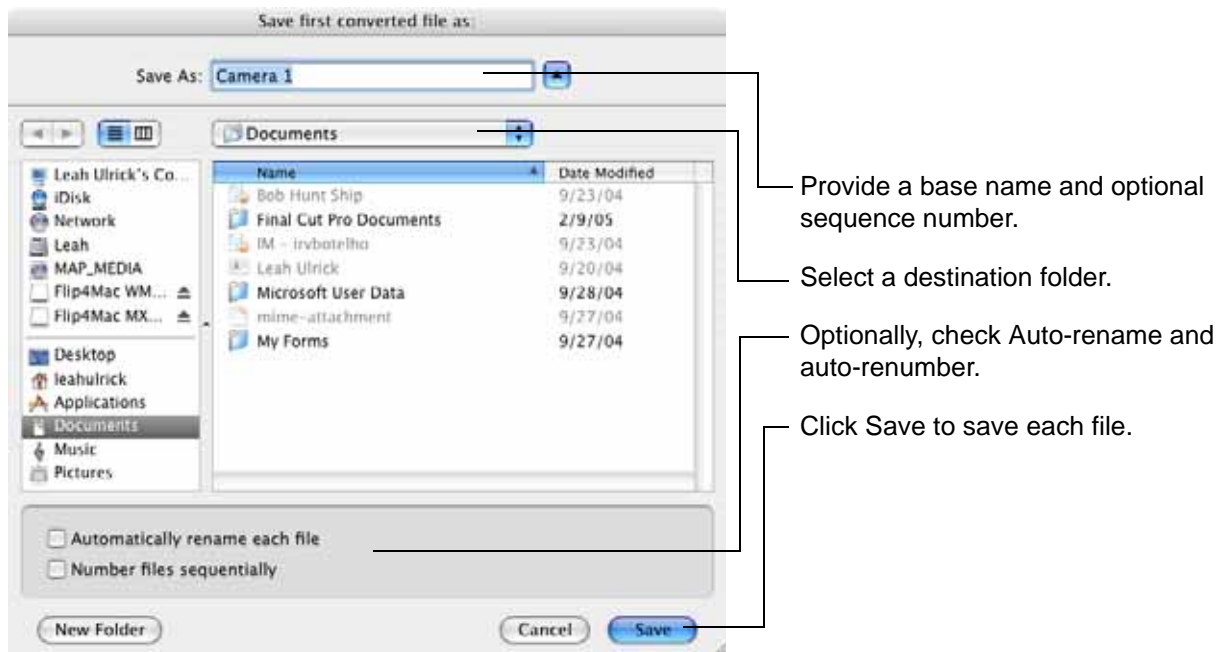 Save first converted file as:
Save As: Camera 1
Documents
Leah Ulrick's Co...
iDisk
Network
Leah
MAP_MEDIA
Flip4Mac WM...
Flip4Mac MX...
Desktop
leahulrick
Applications
Documents
Music
Pictures
Name Date Modified
Bob Hunt Ship 9/23/04
Final Cut Pro Documents 2/9/05
IM - irvbotelho 9/23/04
Leah Ulrick 9/20/04
Microsoft User Data 9/28/04
mime-attachment 9/27/04
My Forms 9/27/04
Automatically rename each file
Number files sequentially
New Folder Cancel Save
Provide a base name and optional
sequence number.
Select a destination folder.
Optionally, check Auto-rename and
auto-renumber.
Click Save to save each file.